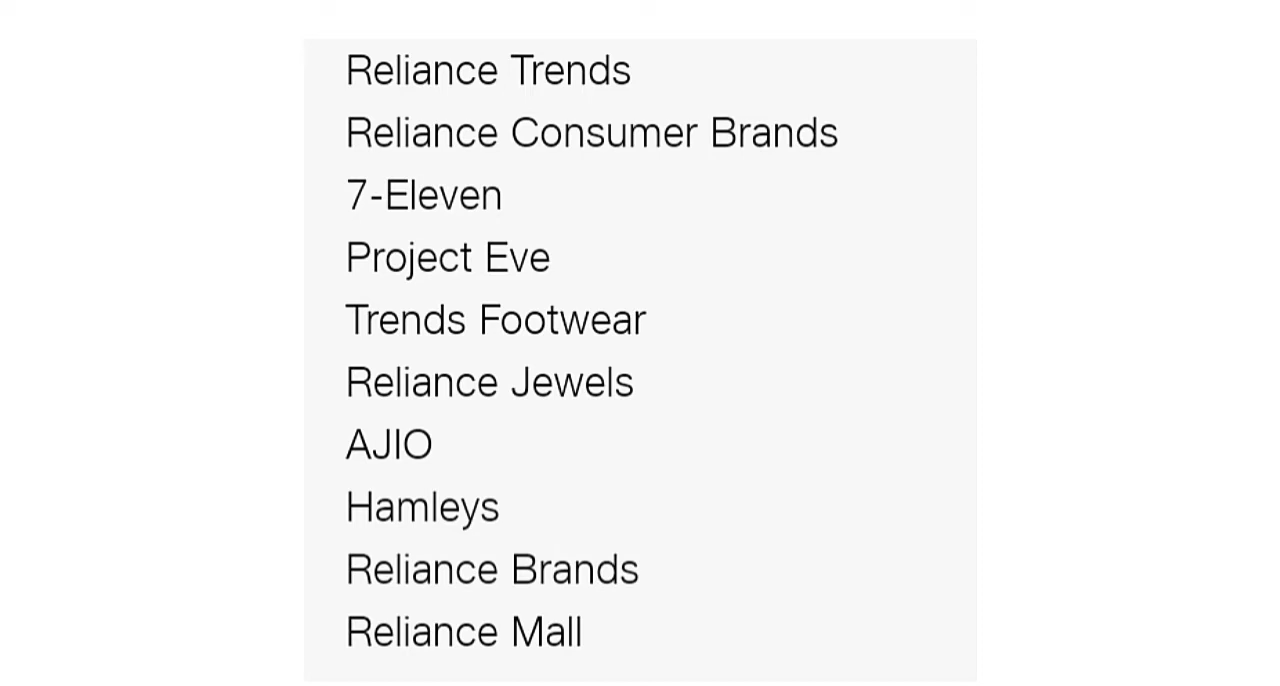 Reliance Trends
Reliance Consumer Brands
7-Eleven
Project Eve
Trends Footwear
Reliance Jewels
AJIO
Hamleys
Reliance Brands
Reliance Mall